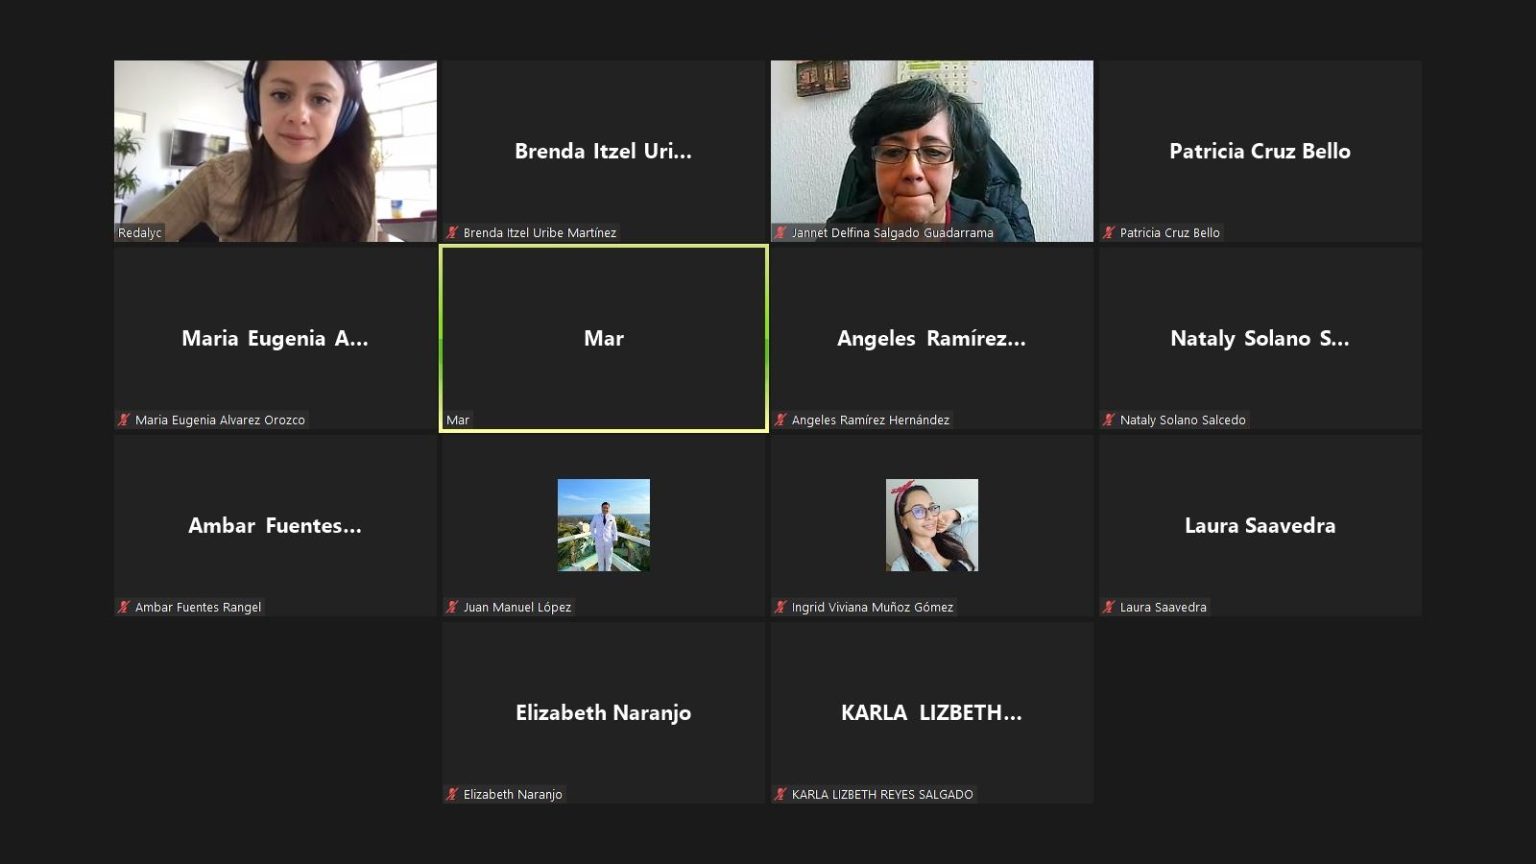 Redalyc
Brenda Itzel Uri...
Brenda Itzel Uribe Martínez
Jannet Delfina Salgado Guadarrama
Patricia Cruz Bello
Patricia Cruz Bello
Maria Eugenia A...
Maria Eugenia Alvarez Orozco
Mar
Mar
Angeles Ramírez...
Angeles Ramírez Hernández
Nataly Solano S...
Nataly Solano Salcedo
Ambar Fuentes...
Ambar Fuentes Rangel
Juan Manuel López
Ingrid Viviana Muñoz Gómez
Laura Saavedra
Laura Saavedra
Elizabeth Naranjo
Elizabeth Naranjo
KARLA LIZBETH...
KARLA LIZBETH REYES SALGADO